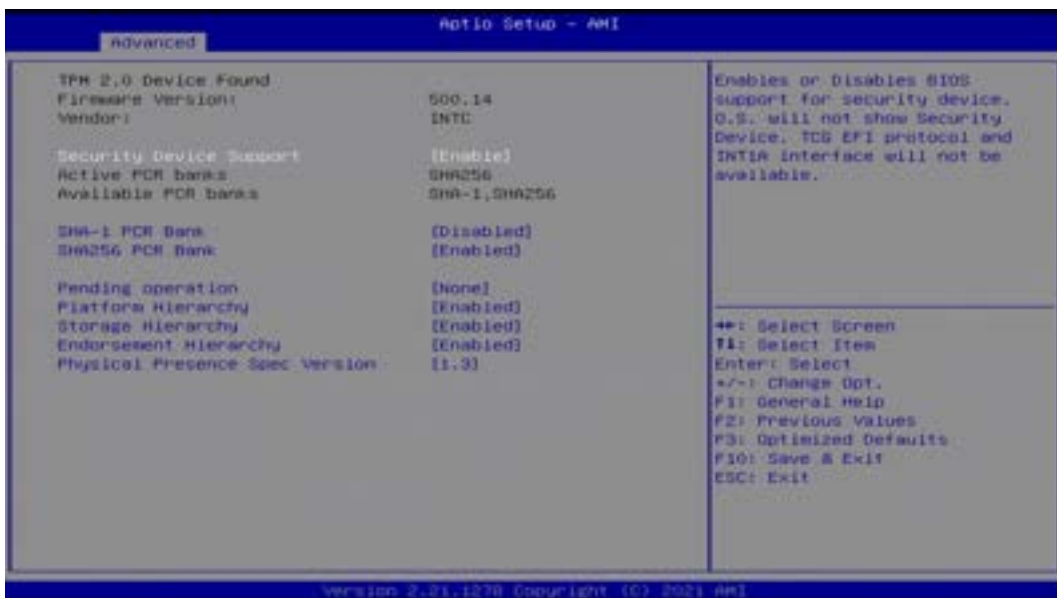 Aptio Setup - AMI
Advanced
TPM 2.0 Device Found
Firmware Version: 500.14
Vendor: INTC
Security Device Support [Enable]
Active PCR banks SHA256
Available PCR banks SHA-1,SHA256
SHA-1 PCR Bank [Disabled]
SHA256 PCR Bank [Enabled]
Pending operation [None]
Platform Hierarchy [Enabled]
Storage Hierarchy [Enabled]
Endorsement Hierarchy [Enabled]
Physical Presence Spec Version [1.3]
Enables or Disables BIOS
support for security device.
O.S. will not show Security
Device. TCG EFI protocol and
INT1A interface will not be
available.
→←: Select Screen
↑↓: Select Item
Enter: Select
+/-: Change Opt.
F1: General Help
F2: Previous Values
F3: Optimized Defaults
F10: Save & Exit
ESC: Exit
Version 2.21.1278 Copyright (C) 2021 AMI